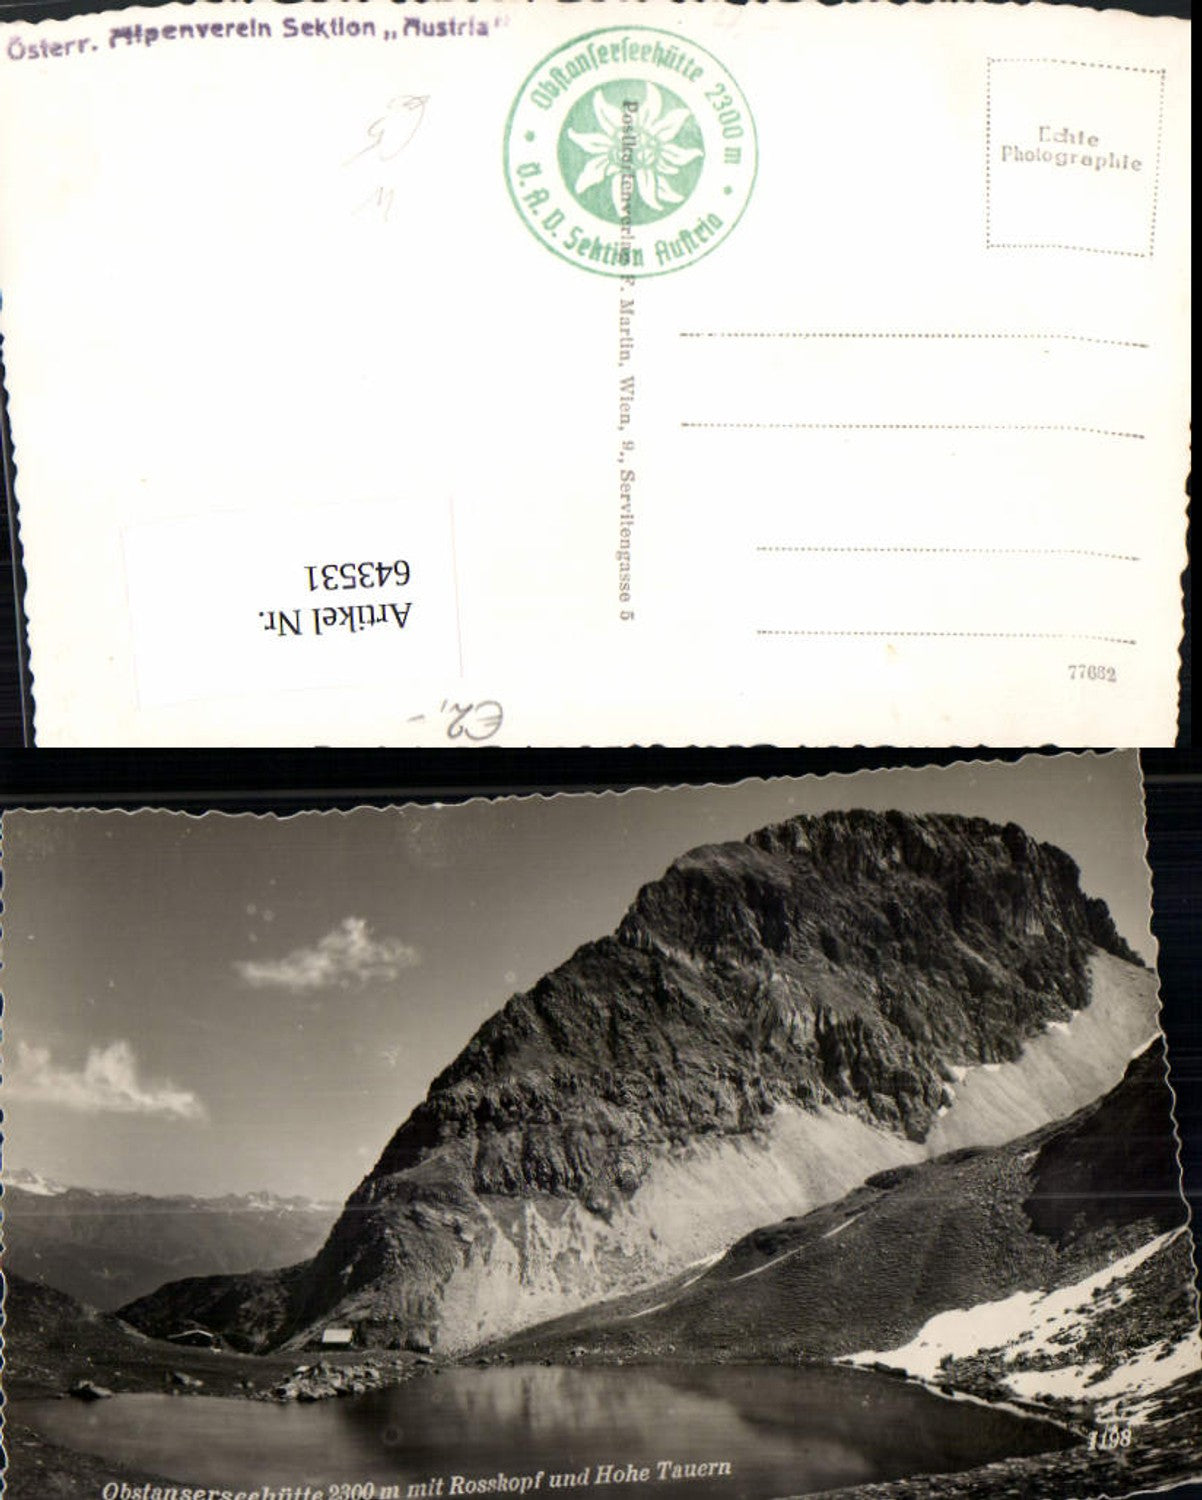 Österr. Alpenverein Sektion „Austria"
Obstanserseehütte 2300 m
Ö. A. V. Sektion Austria
Echte
Photographie
Postkartenverlag F. Martin, Wien, 9., Servitengasse 5
Artikel Nr.
643531
€2,-
77662
1198
Obstanserseehütte 2300 m mit Rosskopf und Hohe Tauern